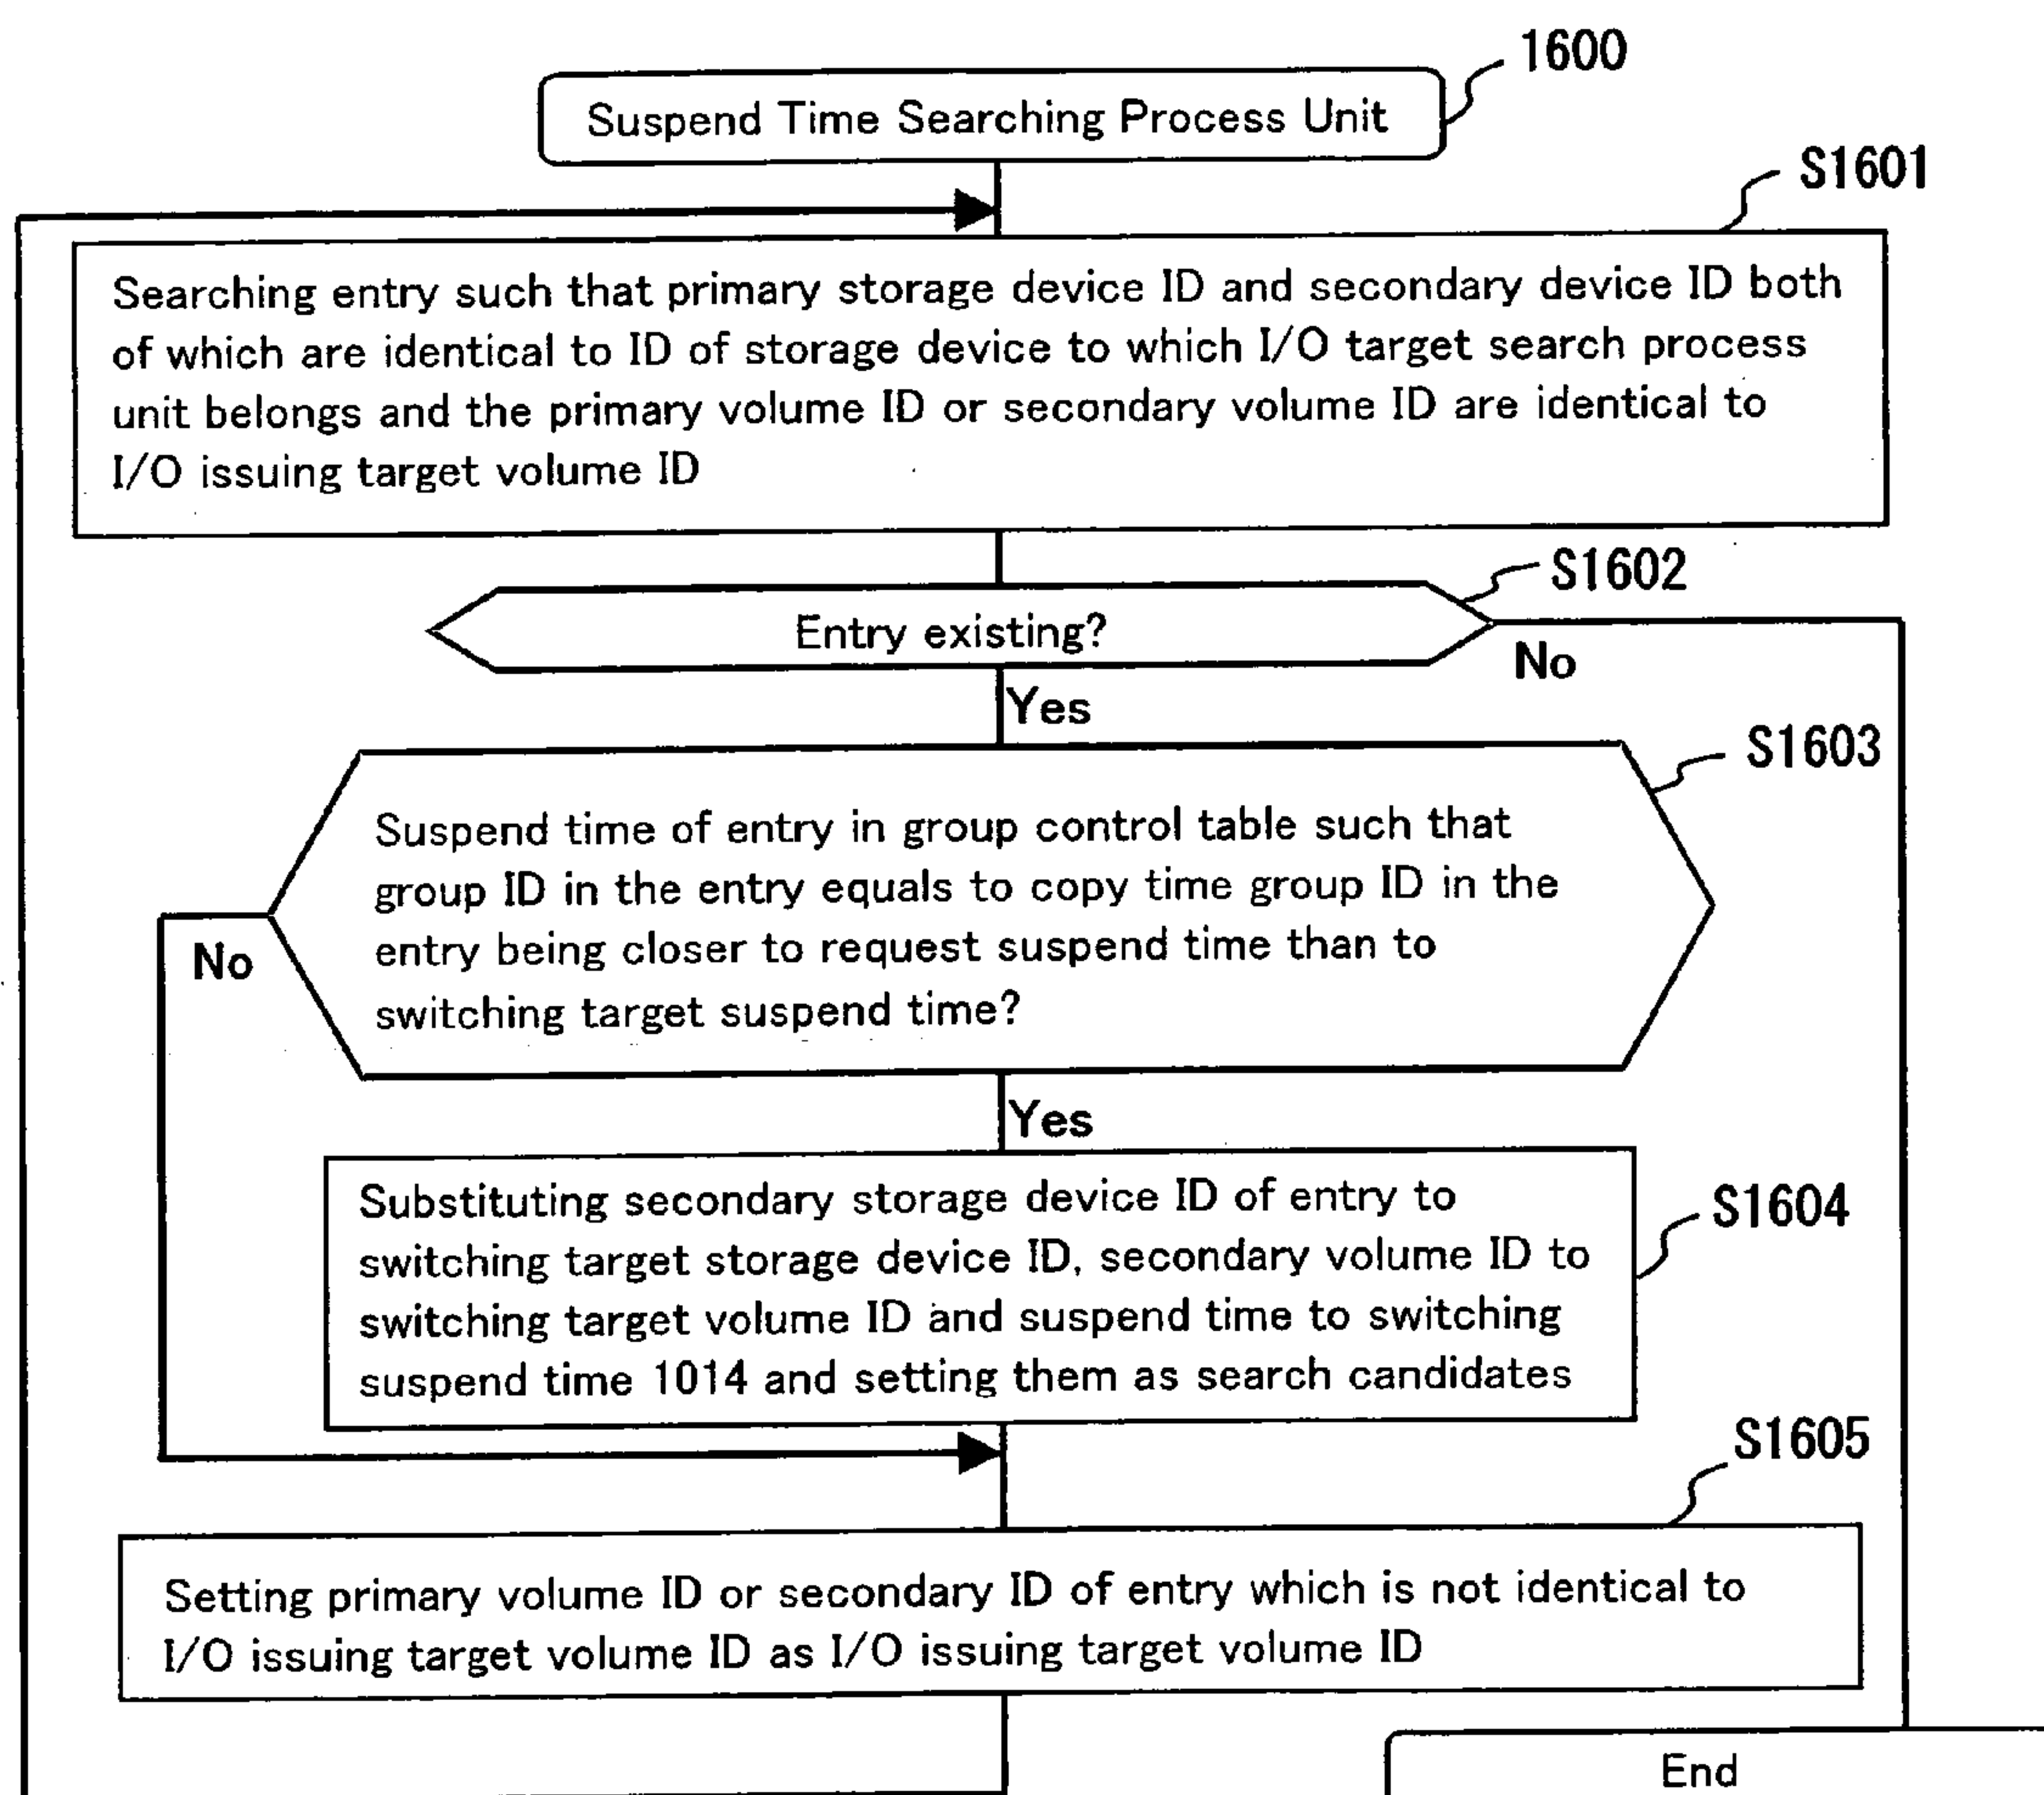 1600
Suspend Time Searching Process Unit
S1601
Searching entry such that primary storage device ID and secondary device ID both
of which are identical to ID of storage device to which I/O target search process
unit belongs and the primary volume ID or secondary volume ID are identical to
I/O issuing target volume ID
S1602
Entry existing?
No
Yes
S1603
Suspend time of entry in group control table such that
group ID in the entry equals to copy time group ID in the
entry being closer to request suspend time than to
switching target suspend time?
No
Yes
S1604
Substituting secondary storage device ID of entry to
switching target storage device ID, secondary volume ID to
switching target volume ID and suspend time to switching
suspend time 1014 and setting them as search candidates
S1605
Setting primary volume ID or secondary ID of entry which is not identical to
I/O issuing target volume ID as I/O issuing target volume ID
End